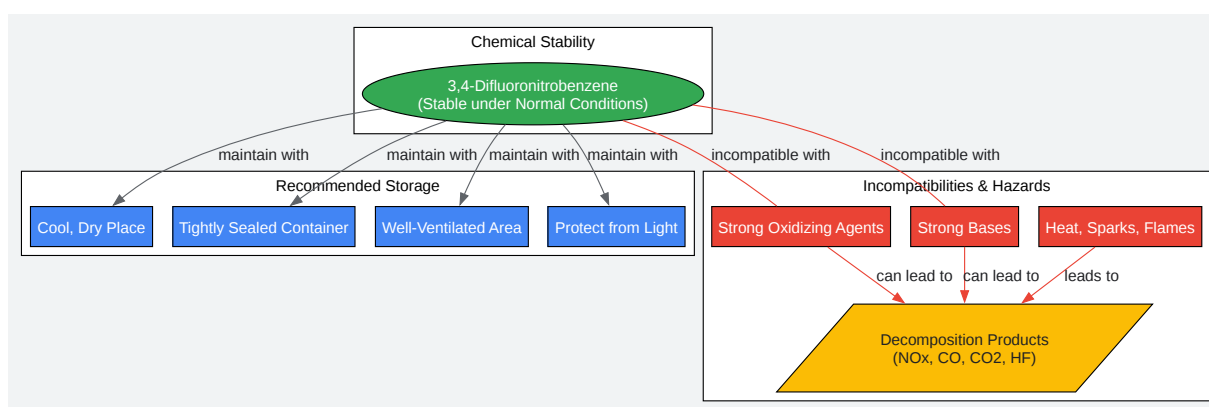 Chemical Stability
3,4-Difluoronitrobenzene
(Stable under Normal Conditions)
maintain with
maintain with
maintain with
maintain with
incompatible with
incompatible with
Recommended Storage
Incompatibilities & Hazards
Cool, Dry Place
Tightly Sealed Container
Well-Ventilated Area
Protect from Light
Strong Oxidizing Agents
Strong Bases
Heat, Sparks, Flames
can lead to
can lead to
leads to
Decomposition Products
(NOx, CO, CO2, HF)